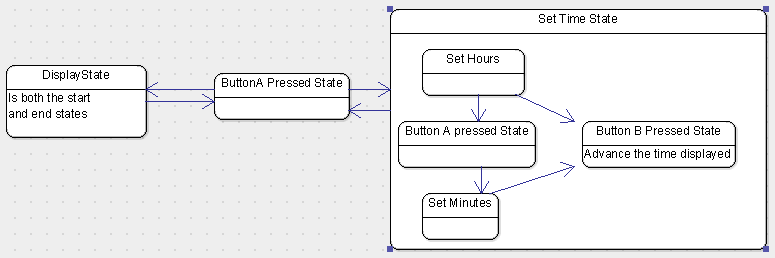 Set Time State
Set Hours
DisplayState
Is both the start
and end states
ButtonA Pressed State
Button A pressed State
Button B Pressed State
Advance the time displayed
Set Minutes